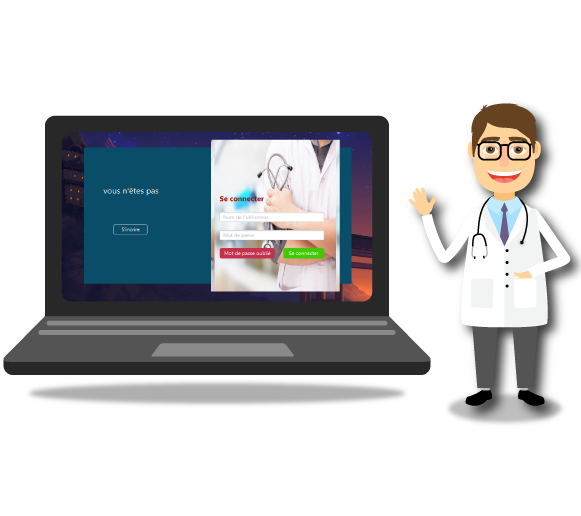 vous n'êtes pas
S'inscrire
Se connecter
Nom de l'utilisateur
Mot de passe
Mot de passe oublié
Se connecter